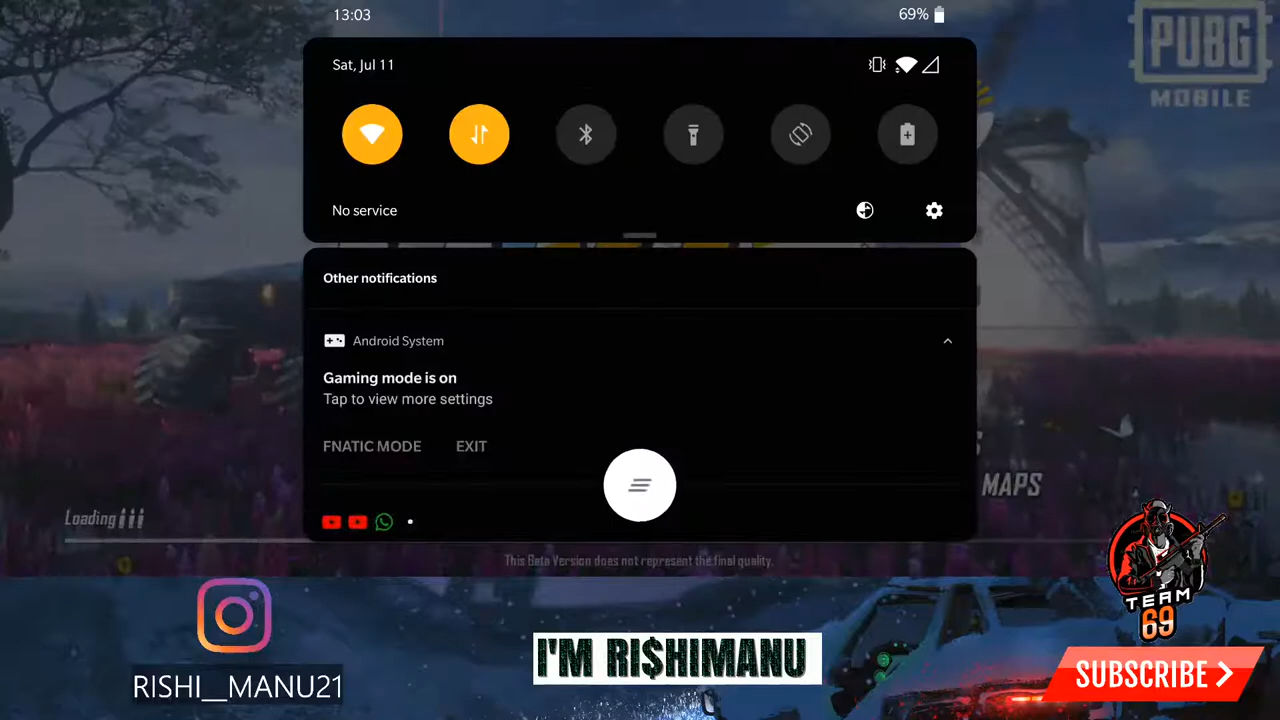 13:03
69%
PUBG
MOBILE
Sat, Jul 11
No service
Other notifications
Android System
Gaming mode is on
Tap to view more settings
FNATIC MODE EXIT
MAPS
Loading
This Beta Version does not represent the final quality.
TEAM
69
RISHI__MANU21
I'M RI$HIMANU
SUBSCRIBE >